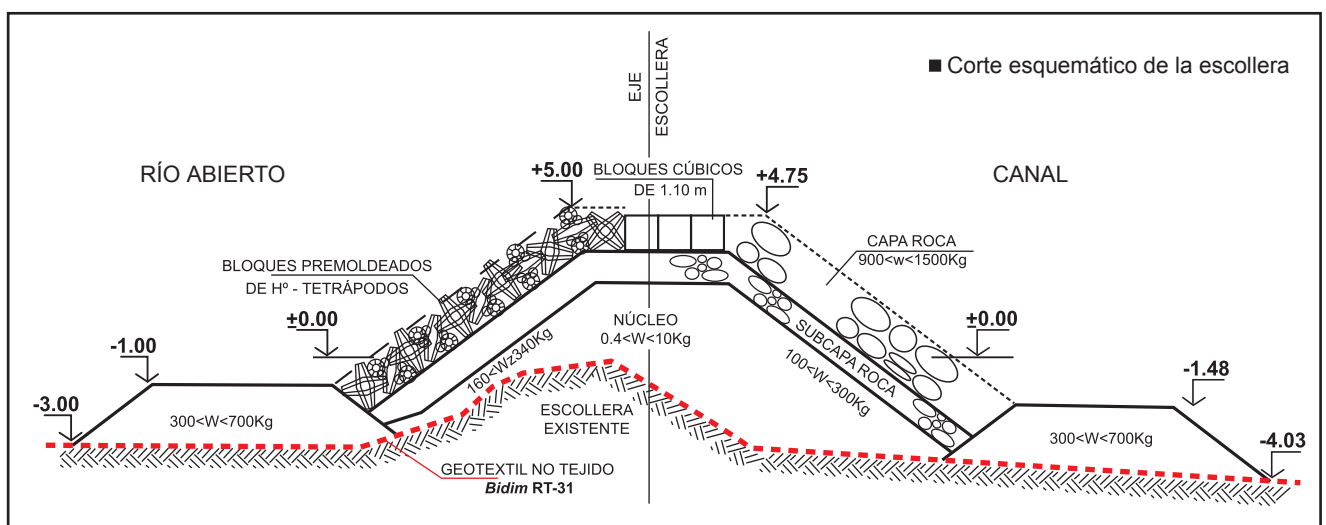 ■ Corte esquemático de la escollera
EJE
ESCOLLERA
RÍO ABIERTO
CANAL
+5.00
BLOQUES CÚBICOS
DE 1.10 m
+4.75
CAPA ROCA
900<w<1500Kg
BLOQUES PREMOLDEADOS
DE Hº - TETRÁPODOS
±0.00
±0.00
NÚCLEO
0.4<W<10Kg
SUBCAPA ROCA
100<W<300Kg
160<W≥340Kg
-1.00
-1.48
-3.00
300<W<700Kg
ESCOLLERA
EXISTENTE
300<W<700Kg
-4.03
GEOTEXTIL NO TEJIDO
Bidim RT-31